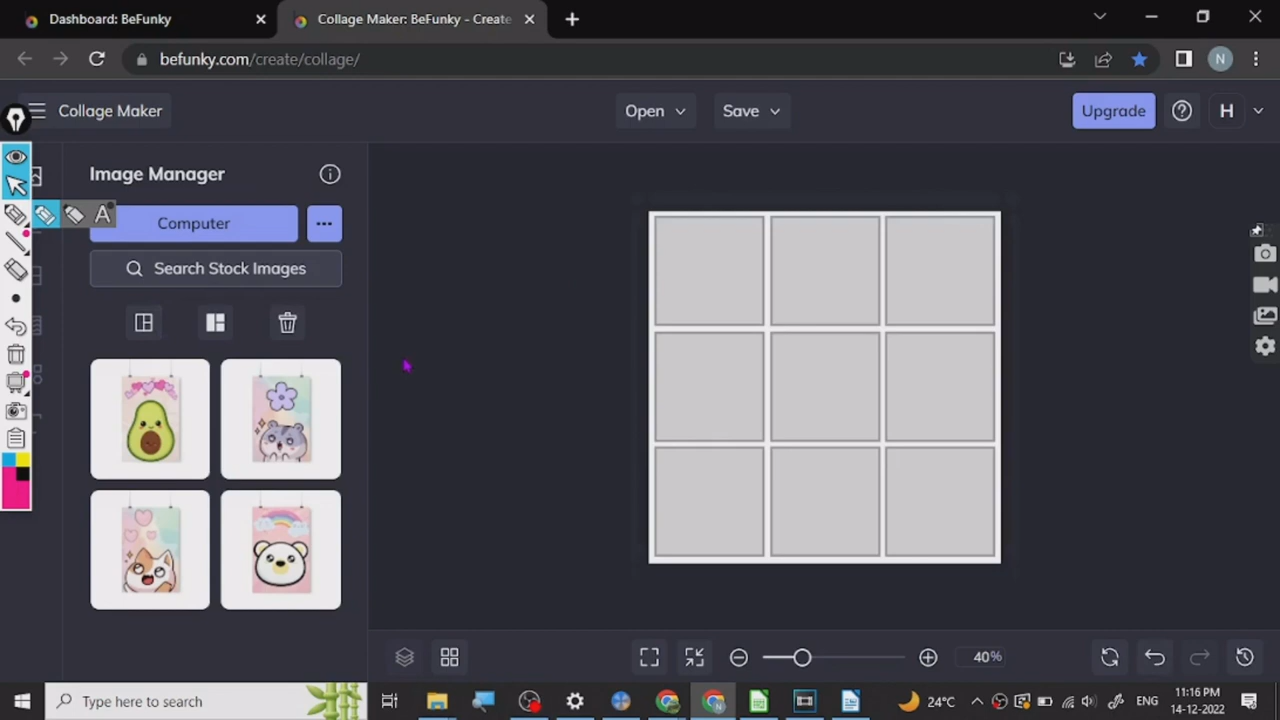 Dashboard: BeFunky
Collage Maker: BeFunky - Create
befunky.com/create/collage/
N
Collage Maker
Open
Save
Upgrade
H
Image Manager
Computer
A
Search Stock Images
40%
Type here to search
24°C
ENG
11:16 PM
14-12-2022